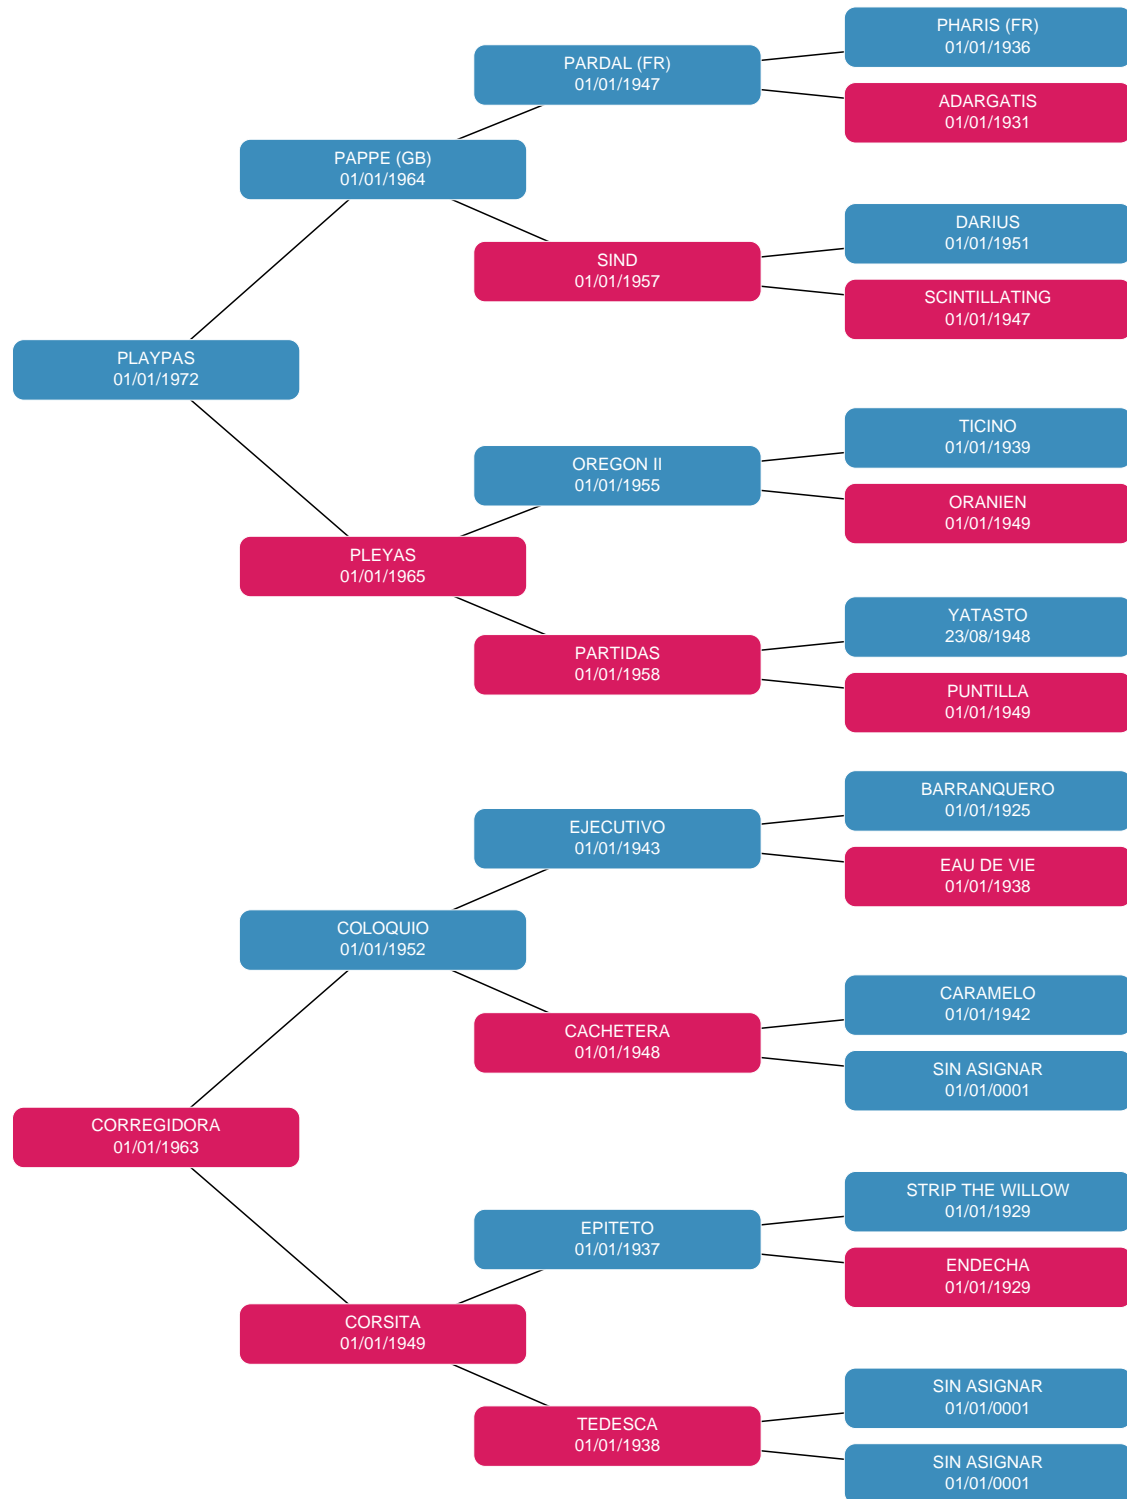 PHARIS (FR)
01/01/1936
PARDAL (FR)
01/01/1947
ADARGATIS
01/01/1931
PAPPE (GB)
01/01/1964
DARIUS
01/01/1951
SIND
01/01/1957
SCINTILLATING
01/01/1947
PLAYPAS
01/01/1972
TICINO
01/01/1939
OREGON II
01/01/1955
ORANIEN
01/01/1949
PLEYAS
01/01/1965
YATASTO
23/08/1948
PARTIDAS
01/01/1958
PUNTILLA
01/01/1949
BARRANQUERO
01/01/1925
EJECUTIVO
01/01/1943
EAU DE VIE
01/01/1938
COLOQUIO
01/01/1952
CARAMELO
01/01/1942
CACHETERA
01/01/1948
SIN ASIGNAR
01/01/0001
CORREGIDORA
01/01/1963
STRIP THE WILLOW
01/01/1929
EPITETO
01/01/1937
ENDECHA
01/01/1929
CORSITA
01/01/1949
SIN ASIGNAR
01/01/0001
TEDESCA
01/01/1938
SIN ASIGNAR
01/01/0001